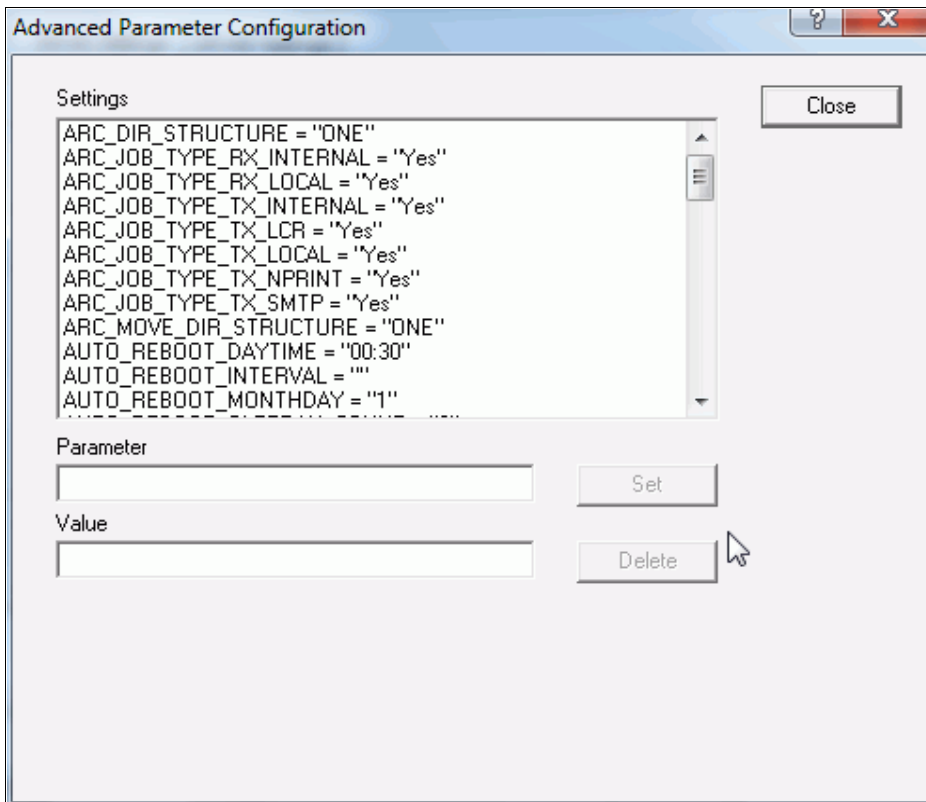 Advanced Parameter Configuration
Settings
Close
ARC_DIR_STRUCTURE = "ONE"
ARC_JOB_TYPE_RX_INTERNAL = "Yes"
ARC_JOB_TYPE_RX_LOCAL = "Yes"
ARC_JOB_TYPE_TX_INTERNAL = "Yes"
ARC_JOB_TYPE_TX_LCR = "Yes"
ARC_JOB_TYPE_TX_LOCAL = "Yes"
ARC_JOB_TYPE_TX_NPRINT = "Yes"
ARC_JOB_TYPE_TX_SMTP = "Yes"
ARC_MOVE_DIR_STRUCTURE = "ONE"
AUTO_REBOOT_DAYTIME = "00:30"
AUTO_REBOOT_INTERVAL = ""
AUTO_REBOOT_MONTHDAY = "1"
Parameter
Set
Value
Delete